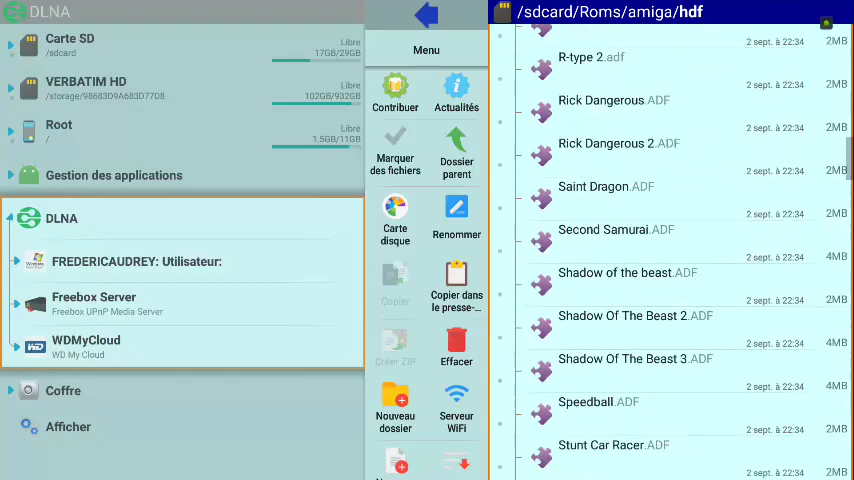 DLNA
Carte SD
/sdcard
Libre
17GB/29GB
VERBATIM HD
/storage/98683D9A683D77D8
Libre
102GB/932GB
Root
/
Libre
1.5GB/11GB
Gestion des applications
DLNA
FREDERICAUDREY: Utilisateur:
Freebox Server
Freebox UPnP Media Server
WDMyCloud
WD My Cloud
Coffre
Afficher
Menu
Contribuer
Actualités
Marquer
des fichiers
Dossier
parent
Carte
disque
Renommer
Copier
Copier dans
le presse-...
Créer ZIP
Effacer
Nouveau
dossier
Serveur
WiFi
/sdcard/Roms/amiga/hdf
2 sept. à 22:34
2MB
R-type 2.adf
2 sept. à 22:34
2MB
Rick Dangerous.ADF
2 sept. à 22:34
2MB
Rick Dangerous 2.ADF
2 sept. à 22:34
2MB
Saint Dragon.ADF
2 sept. à 22:34
2MB
Second Samurai.ADF
2 sept. à 22:34
4MB
Shadow of the beast.ADF
2 sept. à 22:34
2MB
Shadow Of The Beast 2.ADF
2 sept. à 22:34
4MB
Shadow Of The Beast 3.ADF
2 sept. à 22:34
4MB
Speedball.ADF
2 sept. à 22:34
2MB
Stunt Car Racer.ADF
2 sept. à 22:34
2MB